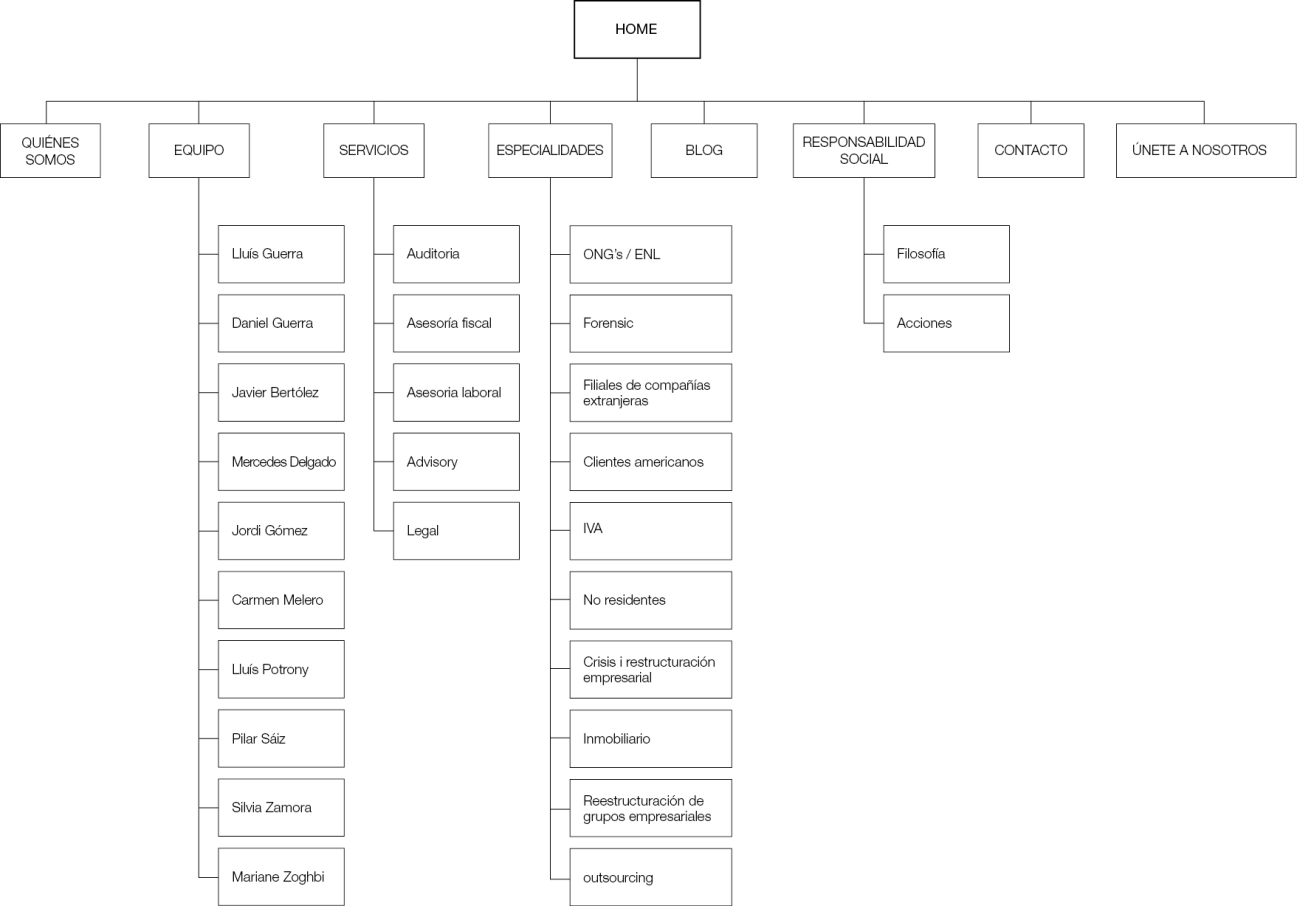 HOME
QUIÉNES
SOMOS
EQUIPO
SERVICIOS
ESPECIALIDADES
BLOG
RESPONSABILIDAD
SOCIAL
CONTACTO
ÚNETE A NOSOTROS
Lluís Guerra
Daniel Guerra
Javier Bertólez
Mercedes Delgado
Jordi Gómez
Carmen Melero
Lluís Potrony
Pilar Sáiz
Silvia Zamora
Mariane Zoghbi
Auditoria
Asesoría fiscal
Asesoria laboral
Advisory
Legal
ONG's / ENL
Forensic
Filiales de compañías
extranjeras
Clientes americanos
IVA
No residentes
Crisis i restructuración
empresarial
Inmobiliario
Reestructuración de
grupos empresariales
outsourcing
Filosofía
Acciones